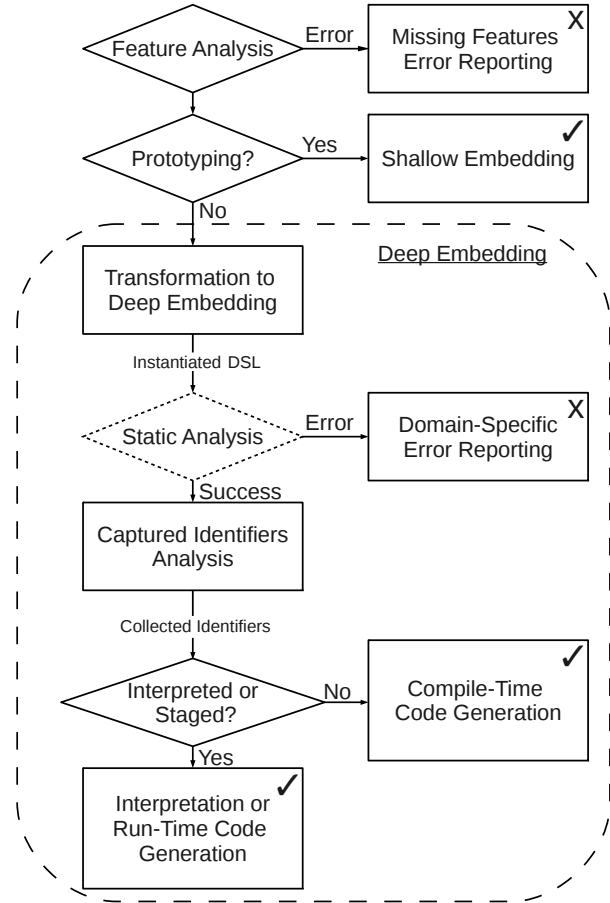 Feature Analysis
Error
Missing Features
Error Reporting
X
Prototyping?
Yes
Shallow Embedding
✓
No
Deep Embedding
Transformation to
Deep Embedding
Instantiated DSL
Static Analysis
Error
Domain-Specific
Error Reporting
X
Success
Captured Identifiers
Analysis
Collected Identifiers
Interpreted or
Staged?
No
Compile-Time
Code Generation
✓
Yes
Interpretation or
Run-Time Code
Generation
✓